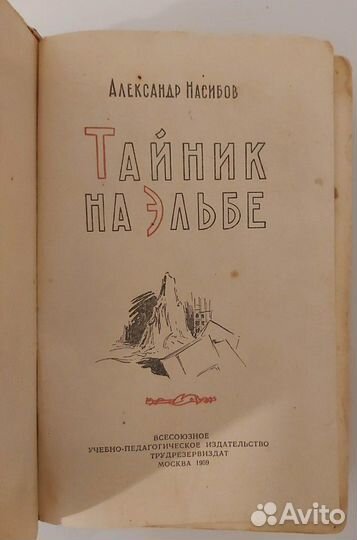 Александр Насибов
Тайник
на Эльбе
ВСЕСОЮЗНОЕ
УЧЕБНО-ПЕДАГОГИЧЕСКОЕ ИЗДАТЕЛЬСТВО
ТРУДРЕЗЕРВИЗДАТ
МОСКВА 1959
Avito